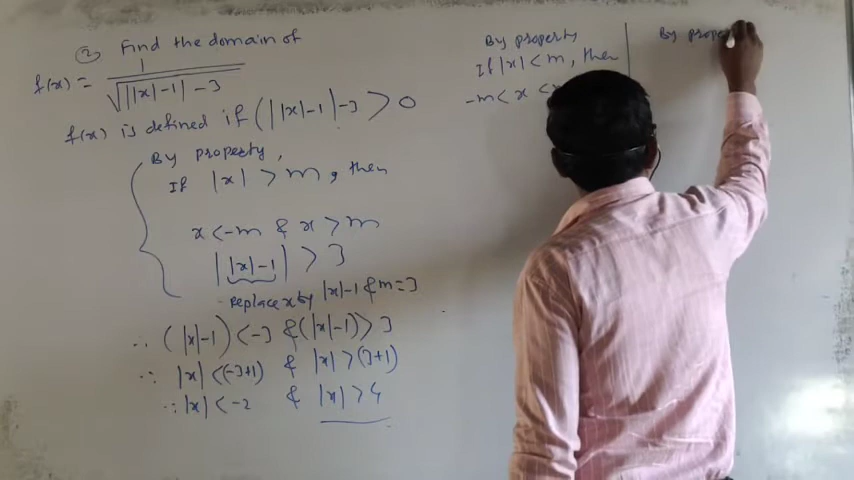 ② Find the domain of
f(x) = 1/√(||x|-1|-3)
f(x) is defined if (||x|-1|-3 > 0
By property,
If |x| > m, then
x < -m & x > m
||x|-1| > 3
replace x by |x|-1 & m = 3
∴ (|x|-1) < -3 & (|x|-1) > 3
∴ |x| < (-3+1) & |x| > (3+1)
∴ |x| < -2 & |x| > 4
By property
If |x| < m, then
-m < x <
By prope